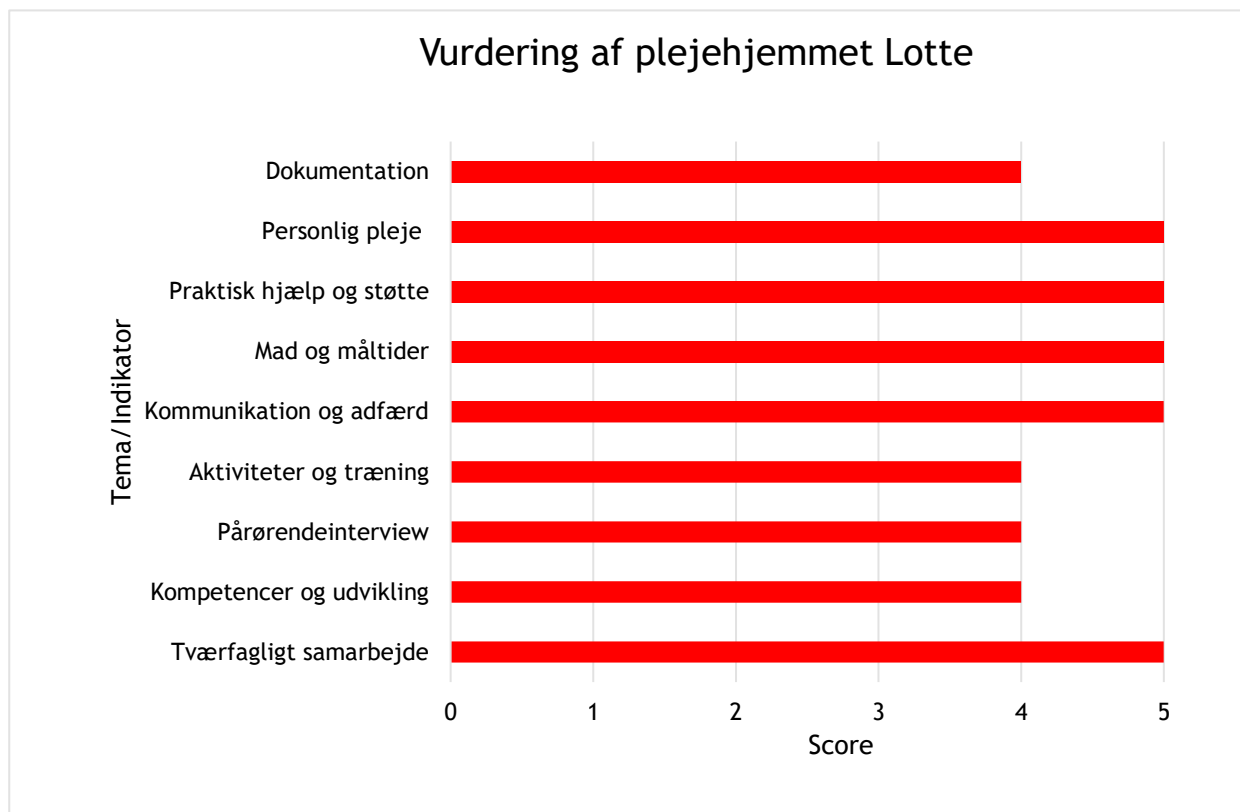 Vurdering af plejehjemmet Lotte
Tema/Indikator
Dokumentation
Personlig pleje
Praktisk hjælp og støtte
Mad og måltider
Kommunikation og adfærd
Aktiviteter og træning
Pårørendeinterview
Kompetencer og udvikling
Tværfagligt samarbejde
0 1 2 3 4 5
Score